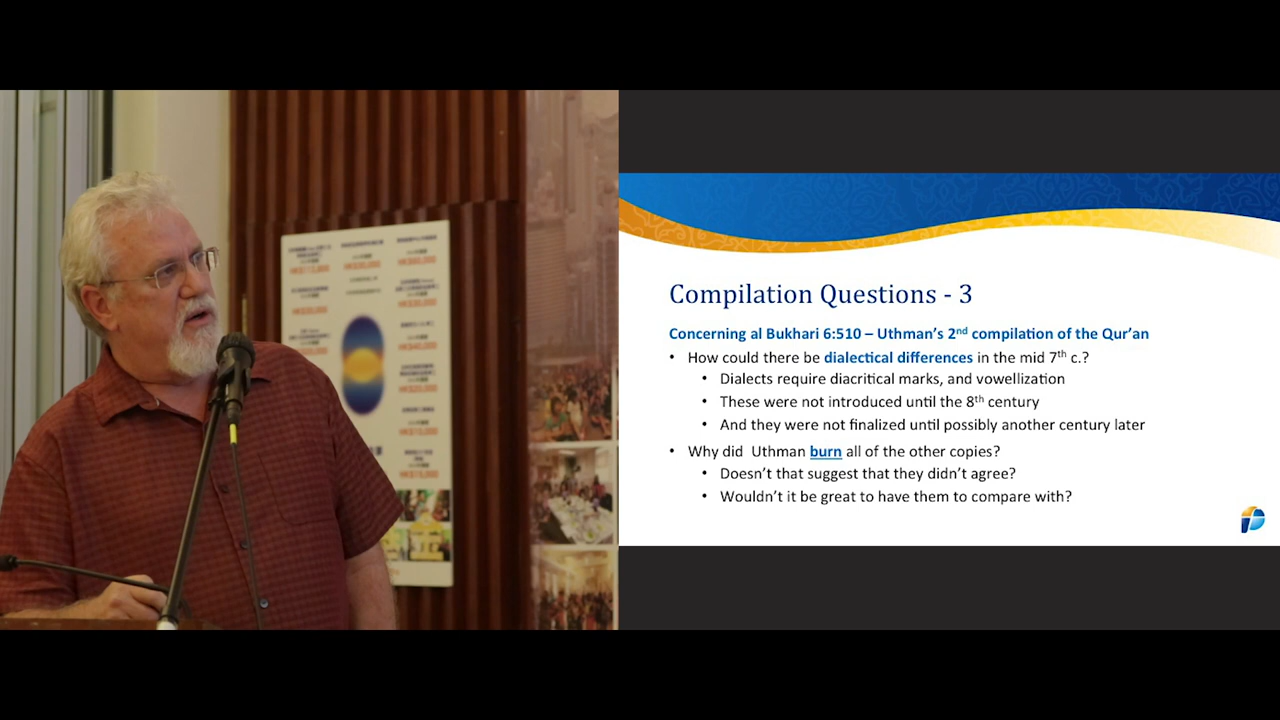 Compilation Questions - 3
Concerning al Bukhari 6:510 – Uthman's 2nd compilation of the Qur'an
• How could there be dialectical differences in the mid 7th c.?
• Dialects require diacritical marks, and vowellization
• These were not introduced until the 8th century
• And they were not finalized until possibly another century later
• Why did Uthman burn all of the other copies?
• Doesn't that suggest that they didn't agree?
• Wouldn't it be great to have them to compare with?